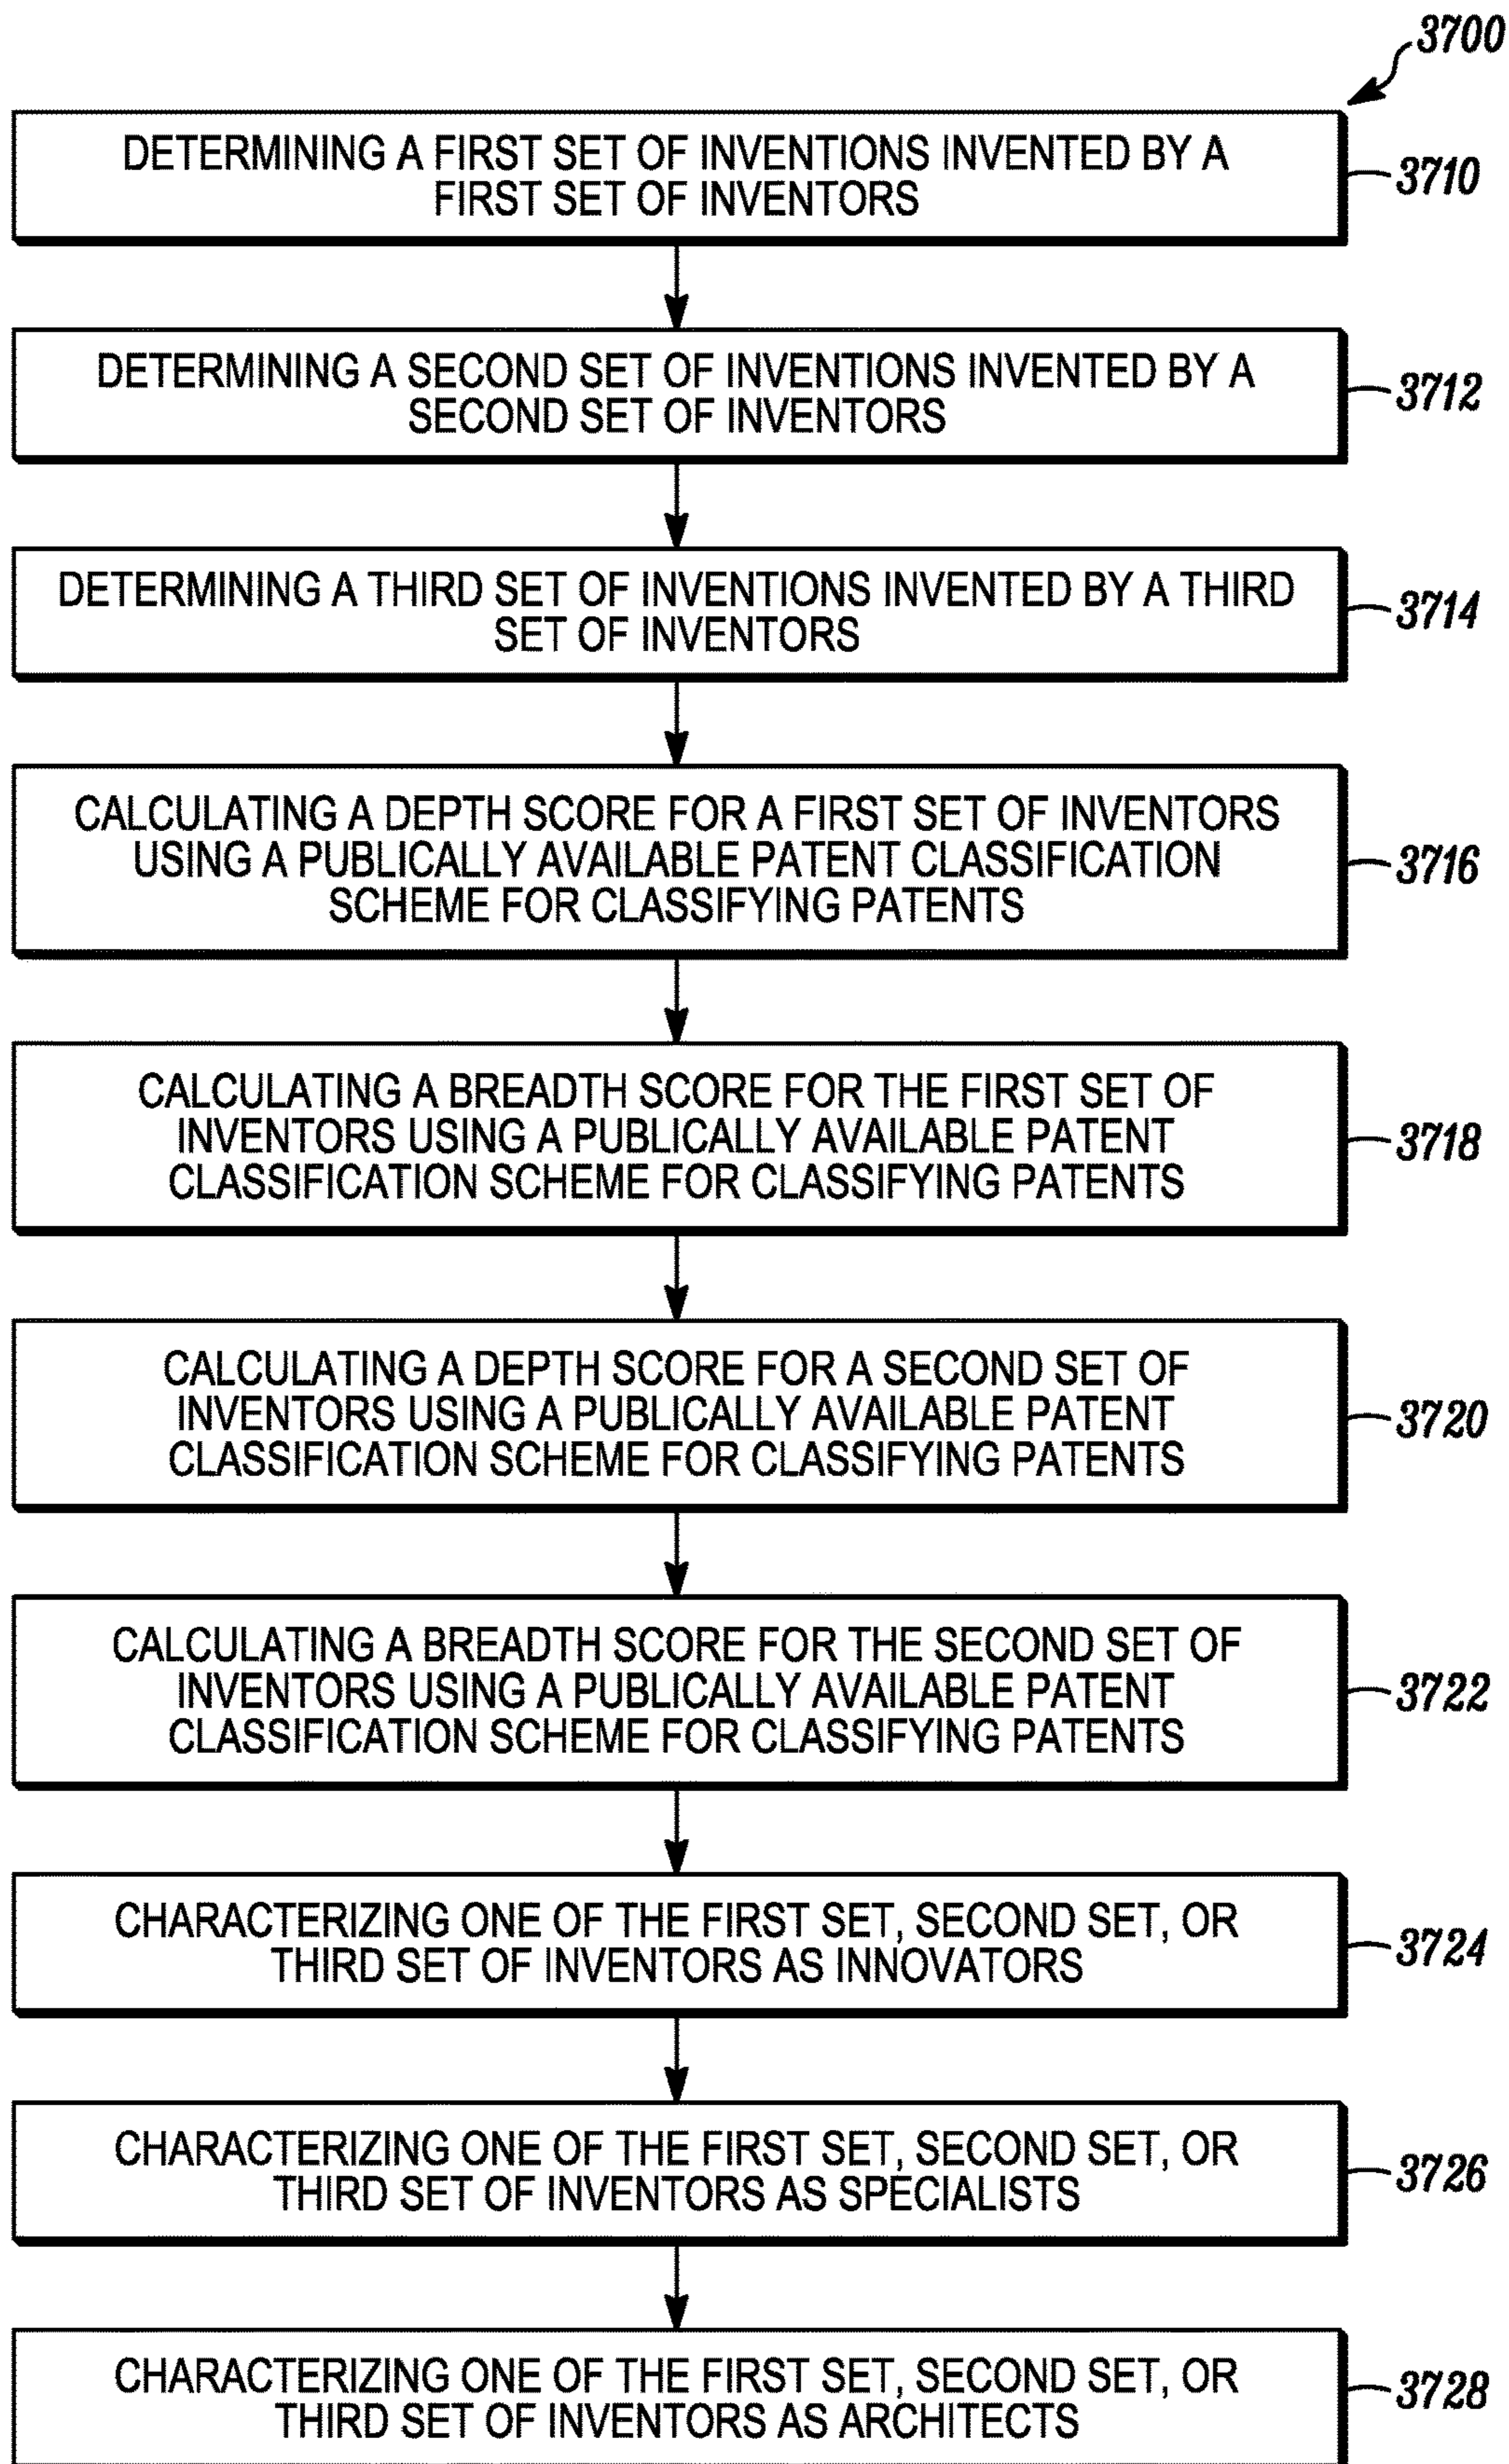 3700
DETERMINING A FIRST SET OF INVENTIONS INVENTED BY A
FIRST SET OF INVENTORS
3710
DETERMINING A SECOND SET OF INVENTIONS INVENTED BY A
SECOND SET OF INVENTORS
3712
DETERMINING A THIRD SET OF INVENTIONS INVENTED BY A THIRD
SET OF INVENTORS
3714
CALCULATING A DEPTH SCORE FOR A FIRST SET OF INVENTORS
USING A PUBLICALLY AVAILABLE PATENT CLASSIFICATION
SCHEME FOR CLASSIFYING PATENTS
3716
CALCULATING A BREADTH SCORE FOR THE FIRST SET OF
INVENTORS USING A PUBLICALLY AVAILABLE PATENT
CLASSIFICATION SCHEME FOR CLASSIFYING PATENTS
3718
CALCULATING A DEPTH SCORE FOR A SECOND SET OF
INVENTORS USING A PUBLICALLY AVAILABLE PATENT
CLASSIFICATION SCHEME FOR CLASSIFYING PATENTS
3720
CALCULATING A BREADTH SCORE FOR THE SECOND SET OF
INVENTORS USING A PUBLICALLY AVAILABLE PATENT
CLASSIFICATION SCHEME FOR CLASSIFYING PATENTS
3722
CHARACTERIZING ONE OF THE FIRST SET, SECOND SET, OR
THIRD SET OF INVENTORS AS INNOVATORS
3724
CHARACTERIZING ONE OF THE FIRST SET, SECOND SET, OR
THIRD SET OF INVENTORS AS SPECIALISTS
3726
CHARACTERIZING ONE OF THE FIRST SET, SECOND SET, OR
THIRD SET OF INVENTORS AS ARCHITECTS
3728